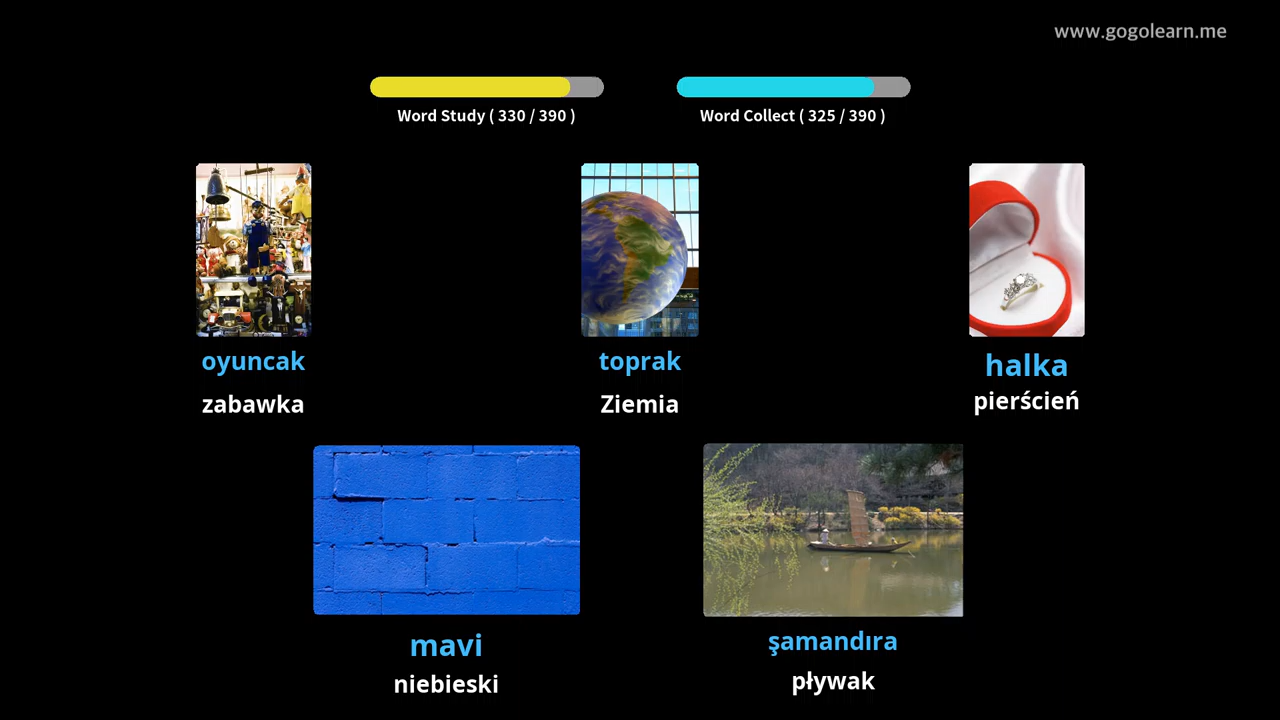 www.gogolearn.me
Word Study ( 330 / 390 )
Word Collect ( 325 / 390 )
oyuncak
zabawka
toprak
Ziemia
halka
pierścień
mavi
niebieski
şamandıra
pływak